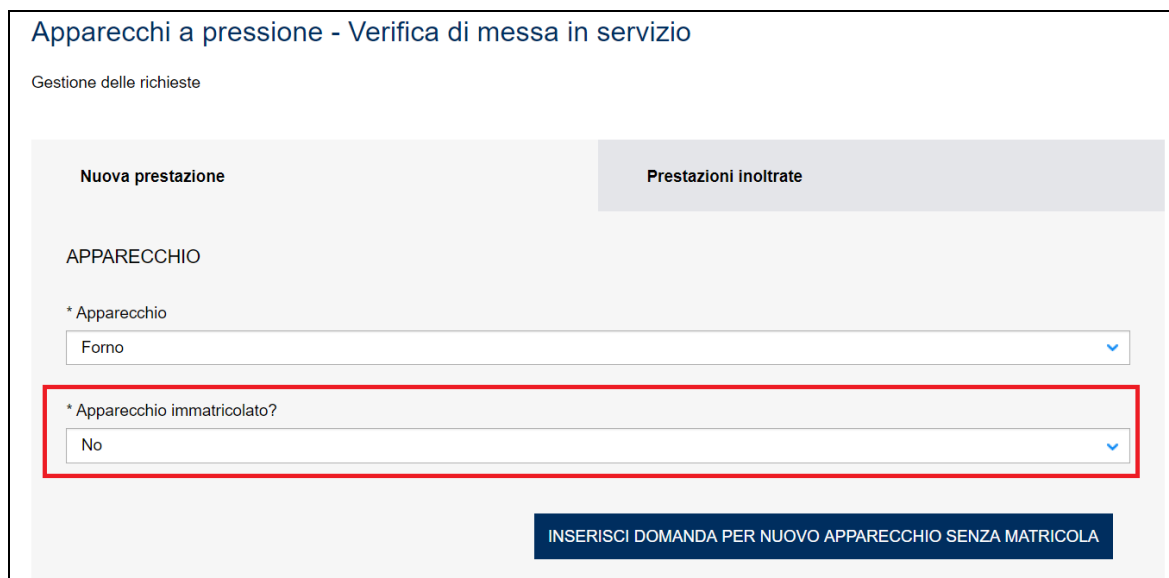 Apparecchi a pressione - Verifica di messa in servizio
Gestione delle richieste
Nuova prestazione
Prestazioni inoltrate
APPARECCHIO
* Apparecchio
Forno
* Apparecchio immatricolato?
No
INSERISCI DOMANDA PER NUOVO APPARECCHIO SENZA MATRICOLA